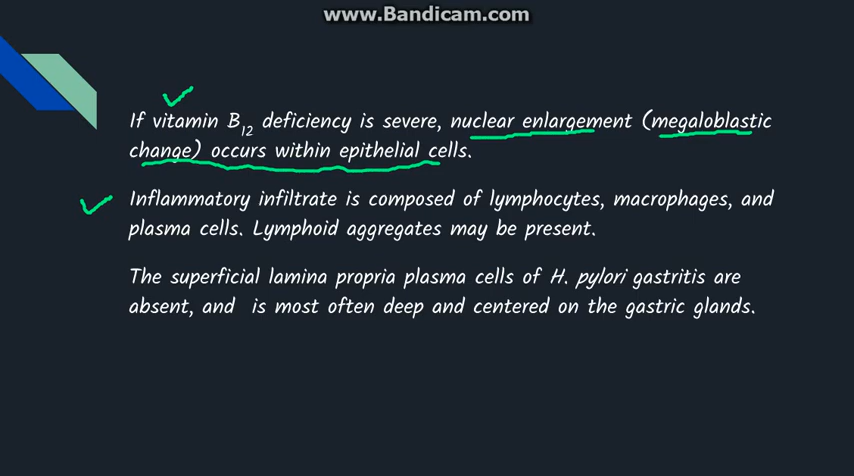 www.Bandicam.com
If vitamin B12 deficiency is severe, nuclear enlargement (megaloblastic
change) occurs within epithelial cells.
Inflammatory infiltrate is composed of lymphocytes, macrophages, and
plasma cells. Lymphoid aggregates may be present.
The superficial lamina propria plasma cells of H. pylori gastritis are
absent, and is most often deep and centered on the gastric glands.